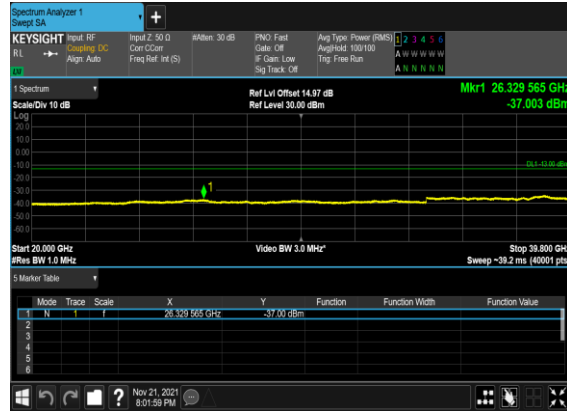 Spectrum Analyzer 1
Swept SA
KEYSIGHT Input: RF Input Z: 50 Ω #Atten: 30 dB PNO: Fast Avg Type: Power (RMS) 1 2 3 4 5 6
RL Coupling: DC Corr CCorr Gate: Off Avg|Hold: 100/100 A W W W W W
Align: Auto Freq Ref: Int (S) IF Gain: Low Trig: Free Run
Sig Track: Off A N N N N N
1 Spectrum
Ref Lvl Offset 14.97 dB Mkr1 26.329 565 GHz
Scale/Div 10 dB Ref Level 30.00 dBm -37.003 dBm
Log
20.0
10.0
0.00
-10.0
DL1 -13.00 dBm
-20.0
1
-30.0
-40.0
-50.0
-60.0
Start 20.000 GHz Video BW 3.0 MHz* Stop 39.800 GHz
#Res BW 1.0 MHz Sweep ~39.2 ms (40001 pts
5 Marker Table
Mode Trace Scale X Y Function Function Width Function Value
1 N 1 f 26.329 565 GHz -37.00 dBm
2
3
4
5
6
? Nov 21, 2021
8:01:59 PM